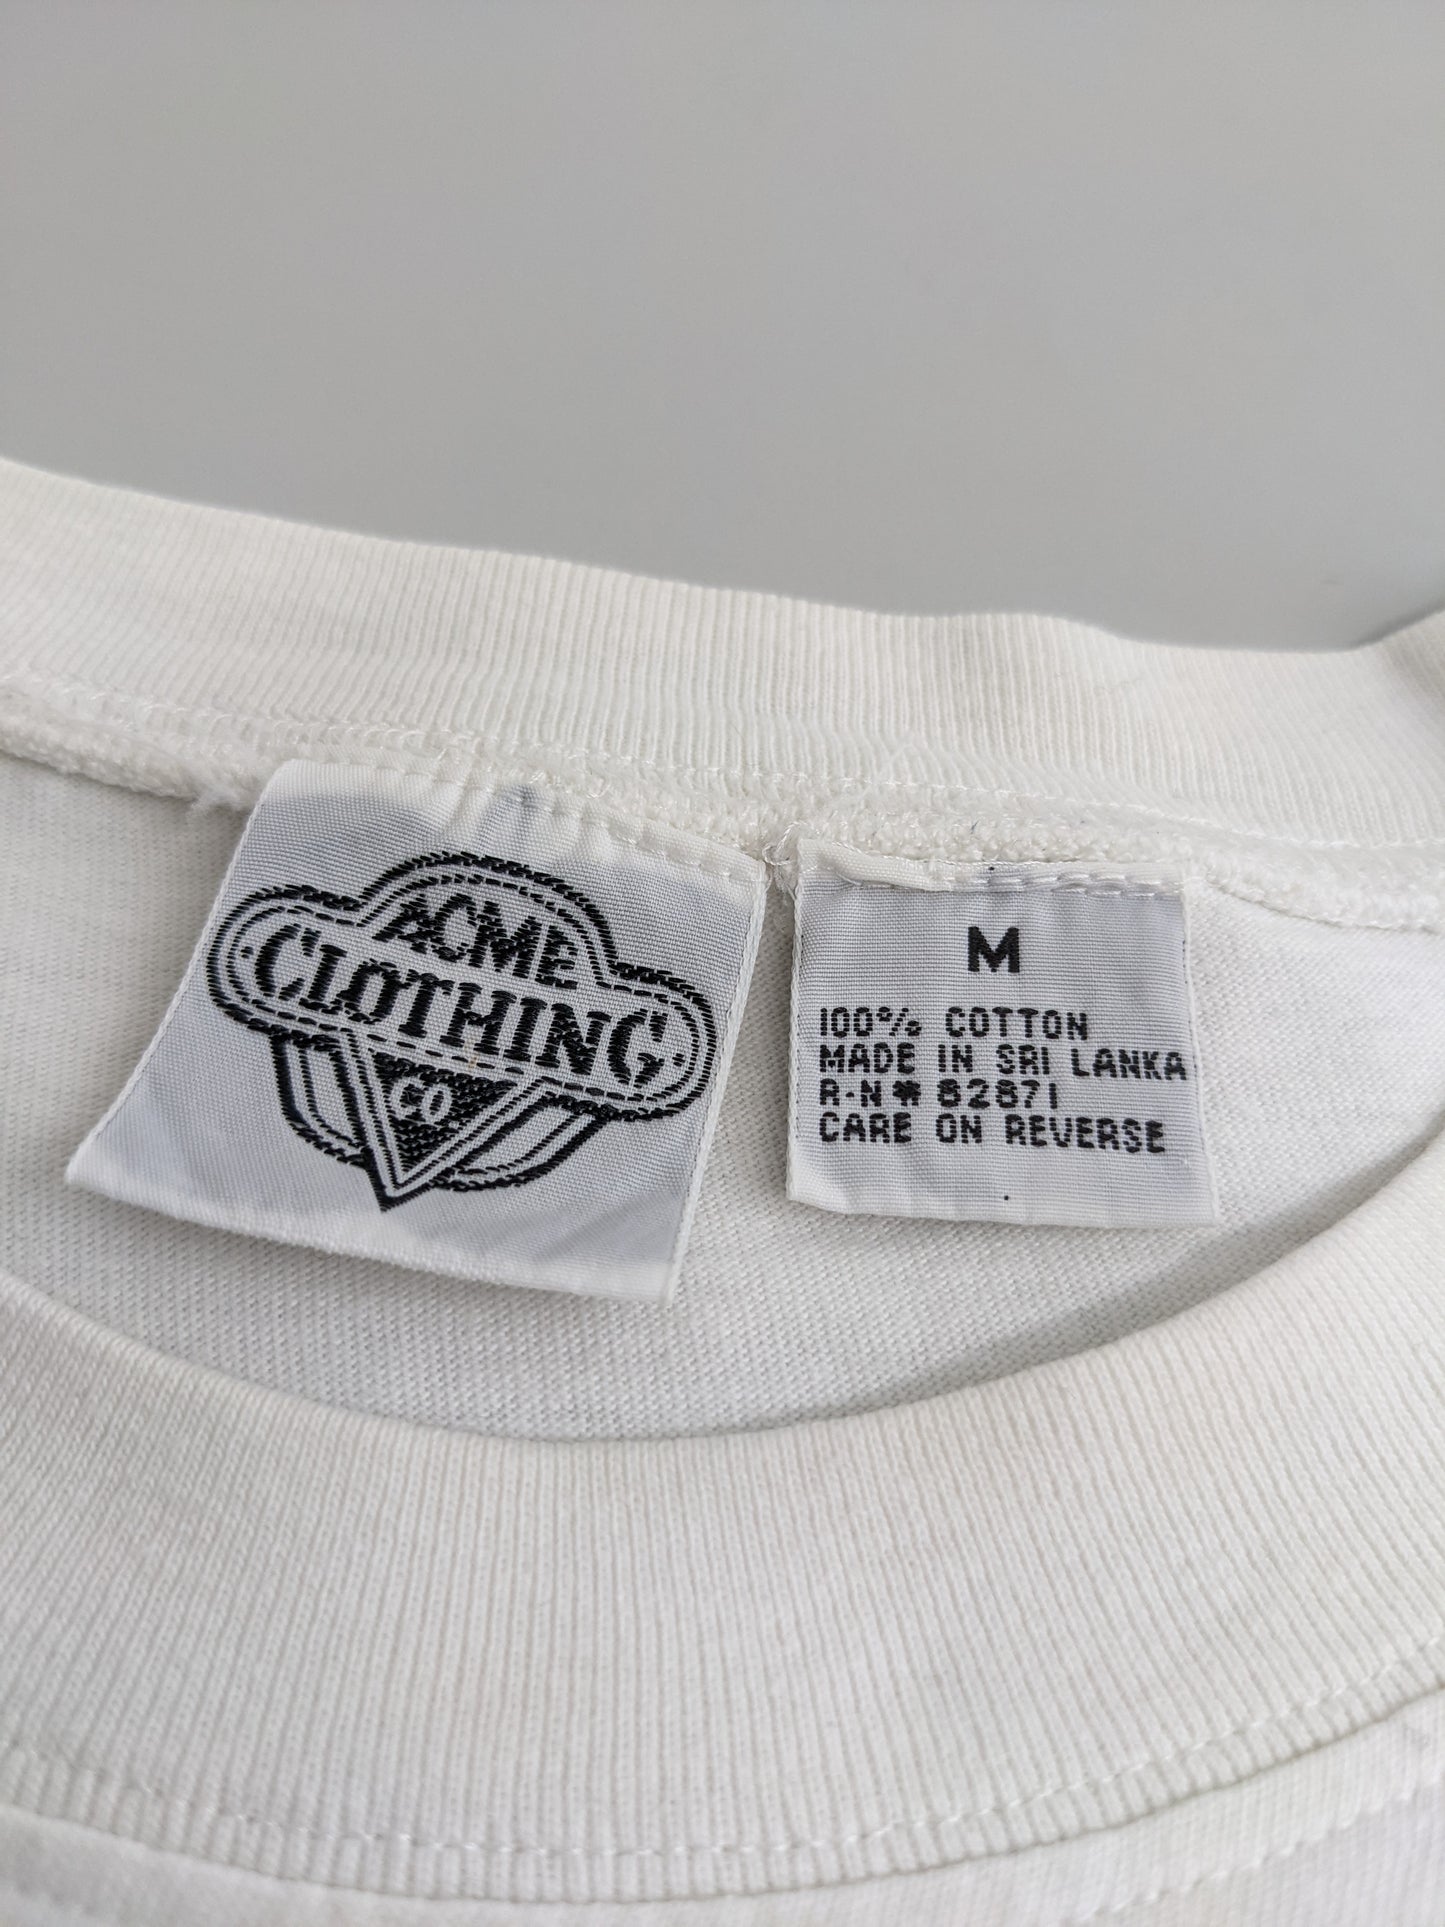 ACME
CLOTHING
CO
M
100% COTTON
MADE IN SRI LANKA
R·N # 82871
CARE ON REVERSE